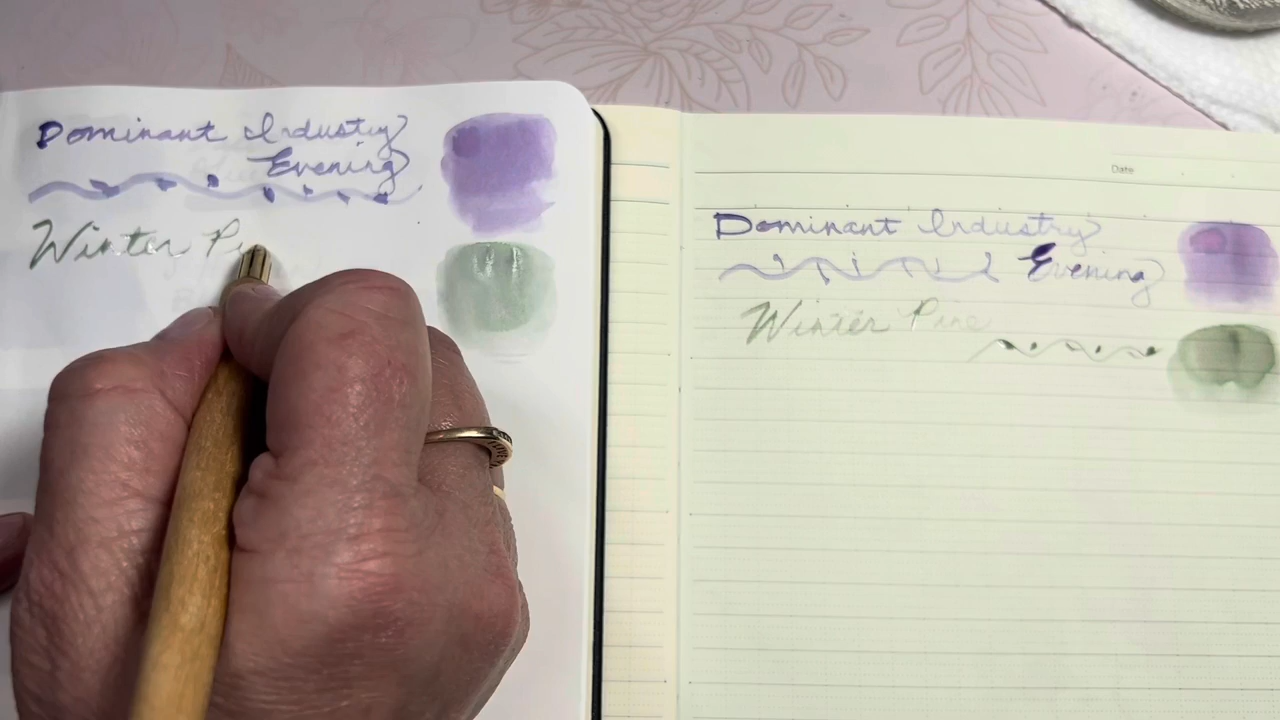 Dominant Industry
Evening
Winter P
Date
Dominant Industry
Evening
Winter Pine